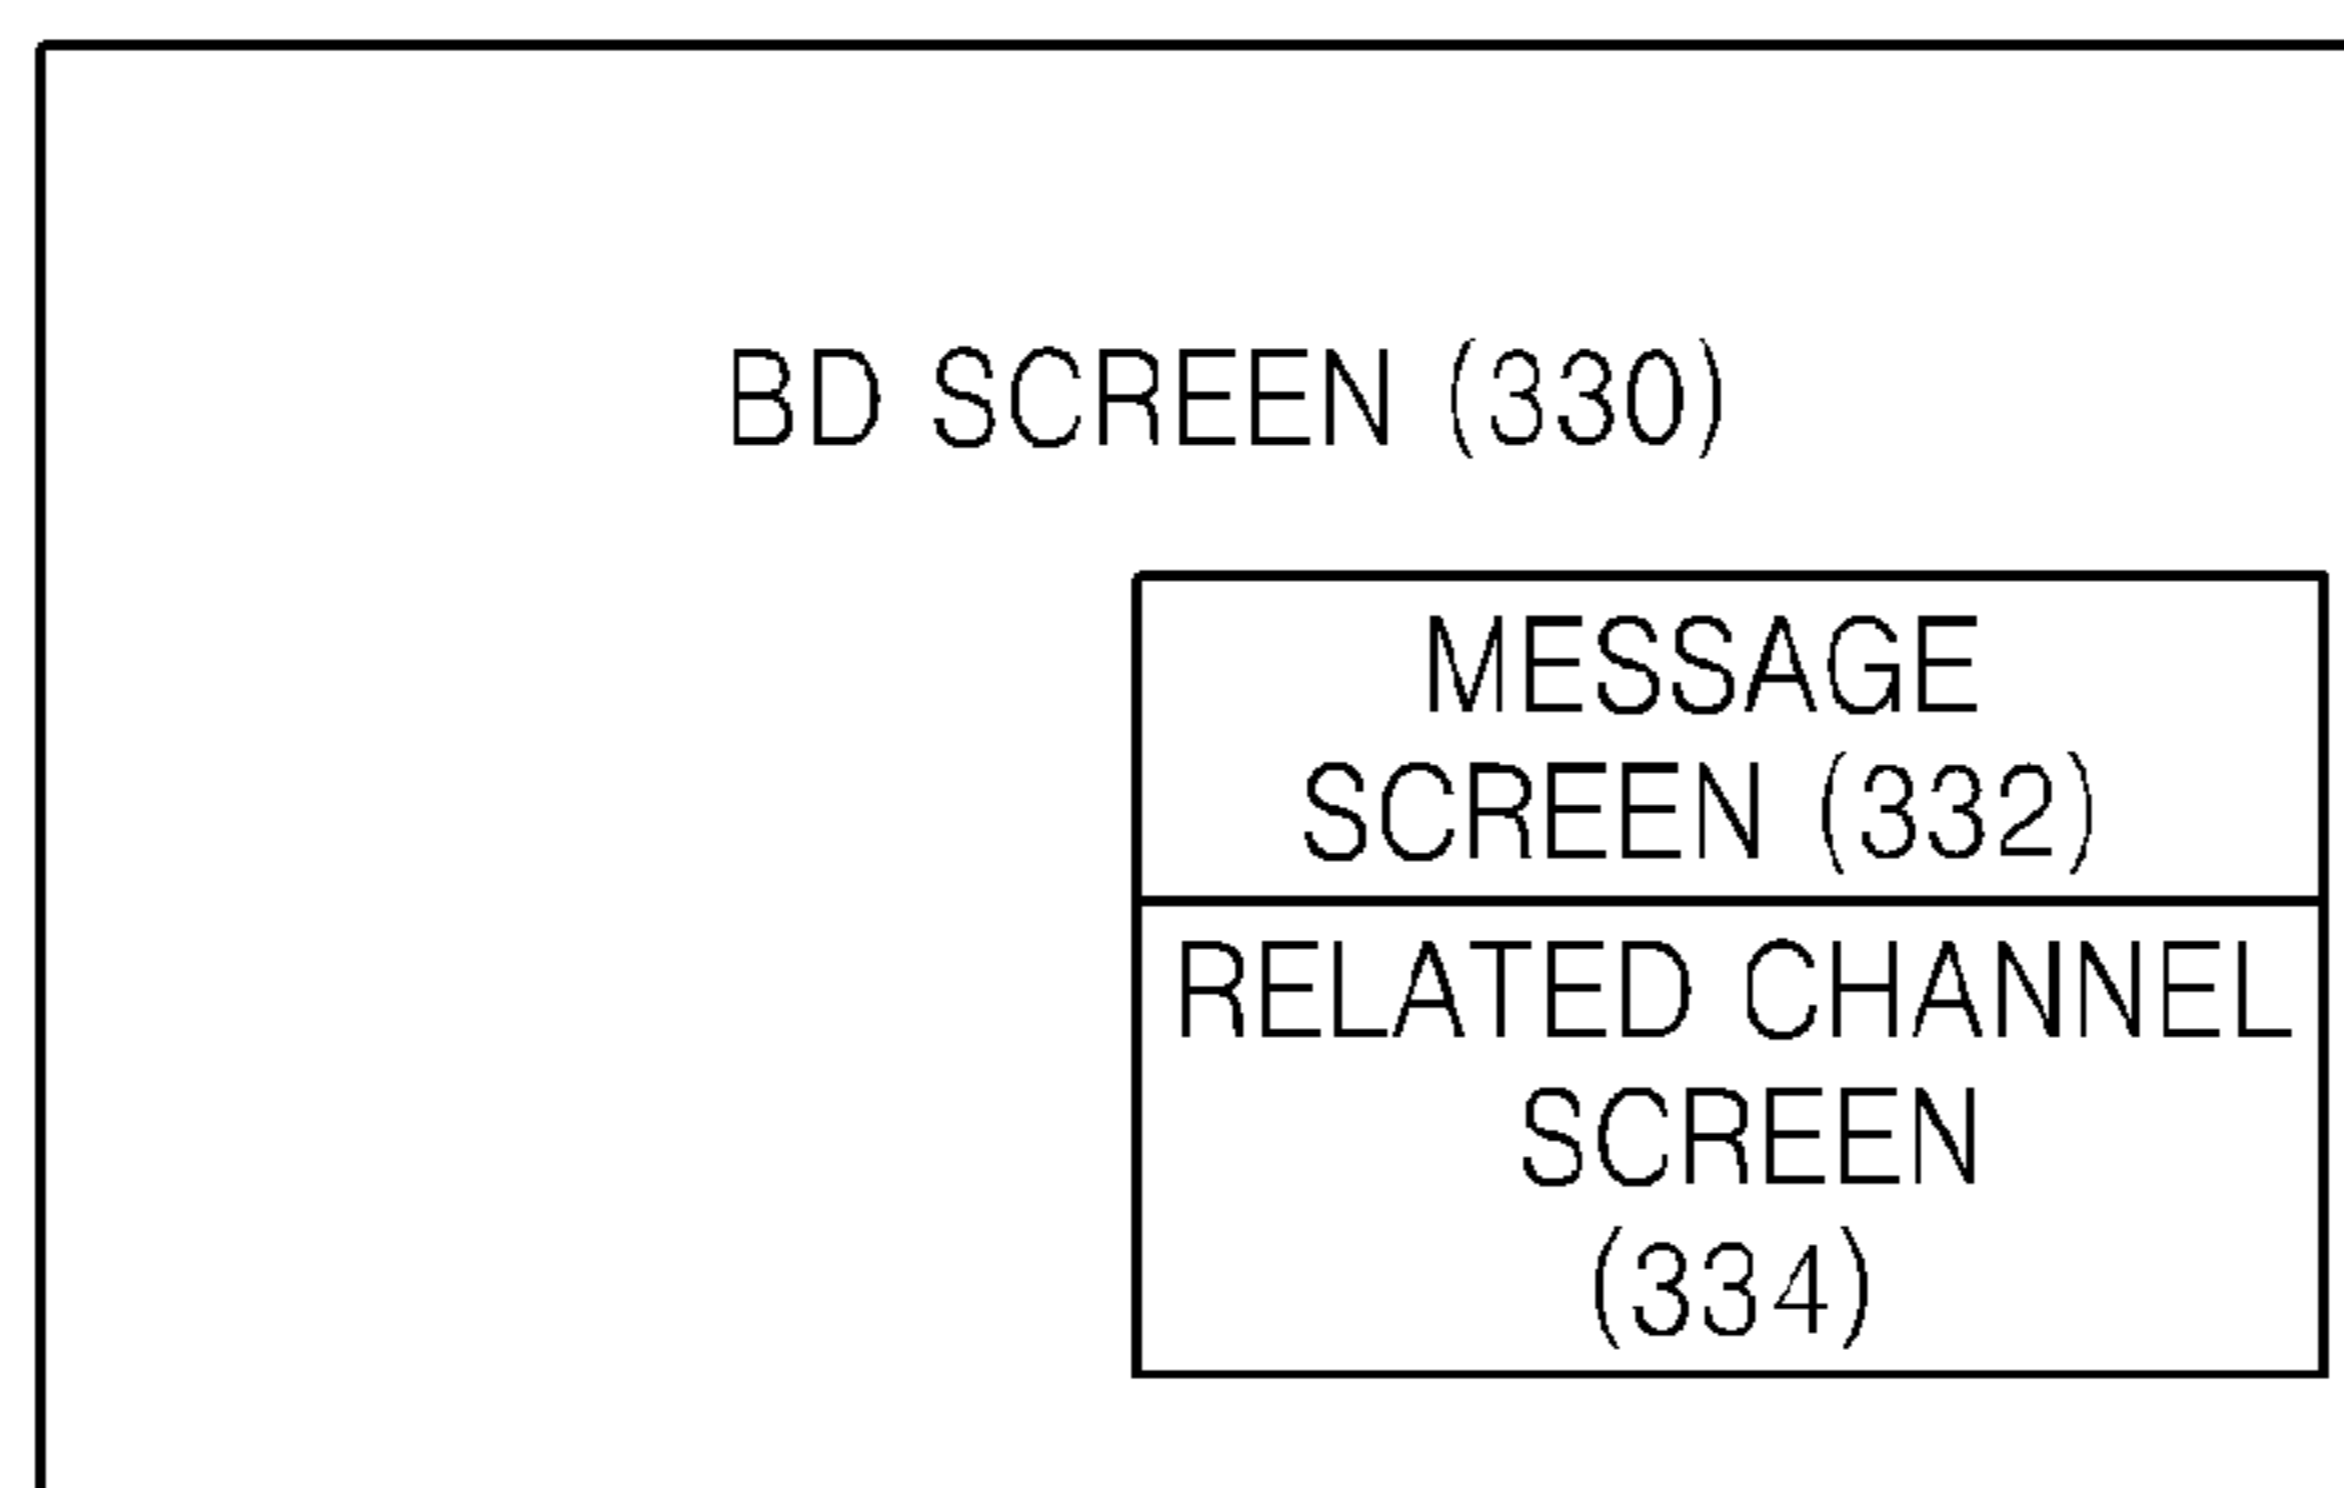 BD SCREEN (330)
MESSAGE
SCREEN (332)
RELATED CHANNEL
SCREEN
(334)